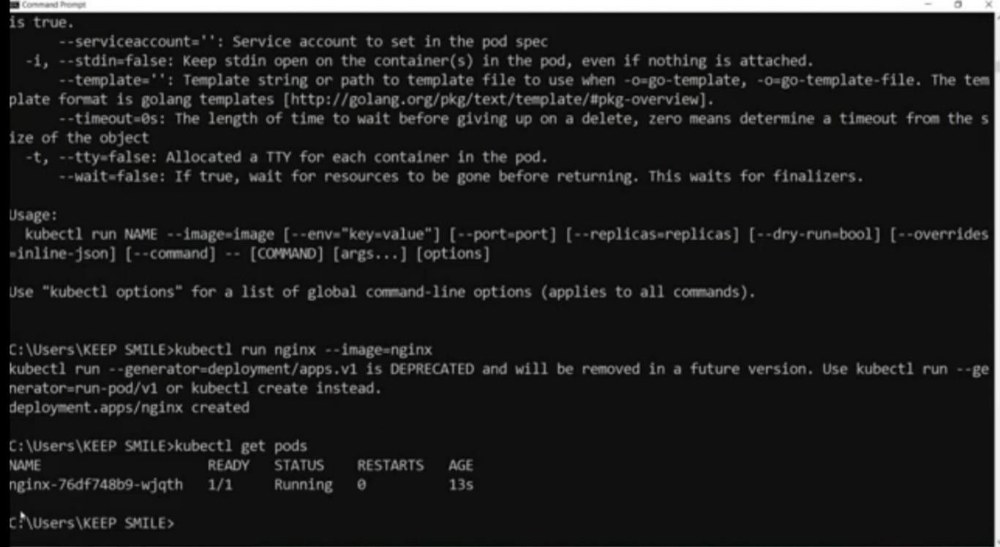 Command Prompt
is true.
      --serviceaccount='': Service account to set in the pod spec
  -i, --stdin=false: Keep stdin open on the container(s) in the pod, even if nothing is attached.
      --template='': Template string or path to template file to use when -o=go-template, -o=go-template-file. The tem
plate format is golang templates [http://golang.org/pkg/text/template/#pkg-overview].
      --timeout=0s: The length of time to wait before giving up on a delete, zero means determine a timeout from the s
ize of the object
  -t, --tty=false: Allocated a TTY for each container in the pod.
      --wait=false: If true, wait for resources to be gone before returning. This waits for finalizers.
Usage:
  kubectl run NAME --image=image [--env="key=value"] [--port=port] [--replicas=replicas] [--dry-run=bool] [--overrides
=inline-json] [--command] -- [COMMAND] [args...] [options]
Use "kubectl options" for a list of global command-line options (applies to all commands).
C:\Users\KEEP SMILE>kubectl run nginx --image=nginx
kubectl run --generator=deployment/apps.v1 is DEPRECATED and will be removed in a future version. Use kubectl run --ge
nerator=run-pod/v1 or kubectl create instead.
deployment.apps/nginx created
C:\Users\KEEP SMILE>kubectl get pods
NAME                    READY   STATUS    RESTARTS   AGE
nginx-76df748b9-wjqth   1/1     Running   0          13s
C:\Users\KEEP SMILE>